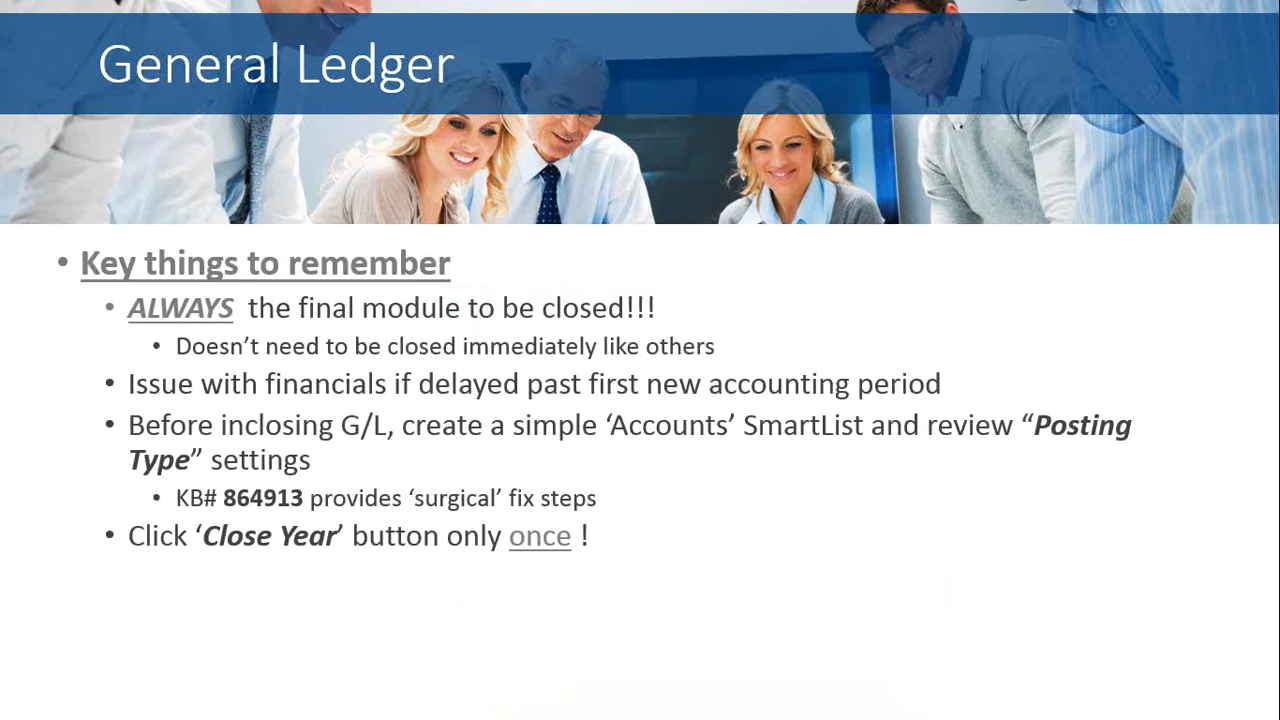 General Ledger
• Key things to remember
• ALWAYS the final module to be closed!!!
• Doesn’t need to be closed immediately like others
• Issue with financials if delayed past first new accounting period
• Before inclosing G/L, create a simple ‘Accounts’ SmartList and review “Posting
Type” settings
• KB# 864913 provides ‘surgical’ fix steps
• Click ‘Close Year’ button only once !